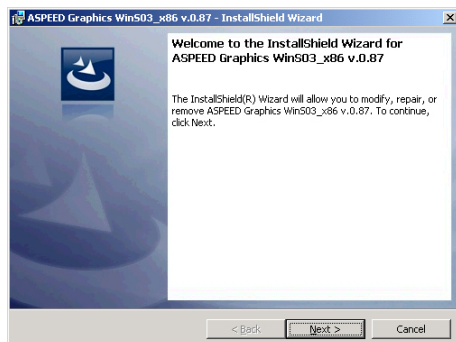 ASPEED Graphics WinS03_x86 v.0.87 - InstallShield Wizard
Welcome to the InstallShield Wizard for
ASPEED Graphics WinS03_x86 v.0.87
The InstallShield(R) Wizard will allow you to modify, repair, or
remove ASPEED Graphics WinS03_x86 v.0.87. To continue,
click Next.
< Back Next > Cancel